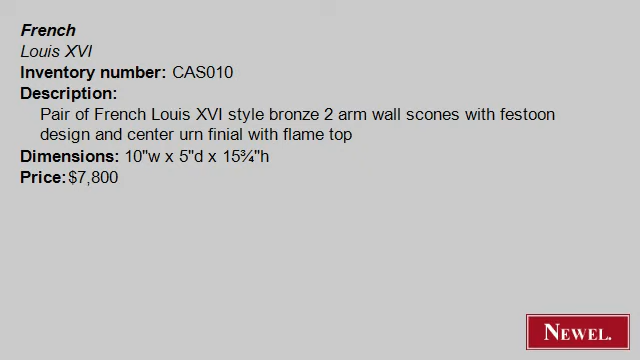 French
Louis XVI
Inventory number: CAS010
Description:
Pair of French Louis XVI style bronze 2 arm wall scones with festoon
design and center urn finial with flame top
Dimensions: 10"w x 5"d x 15¾"h
Price: $7,800
NEWEL.